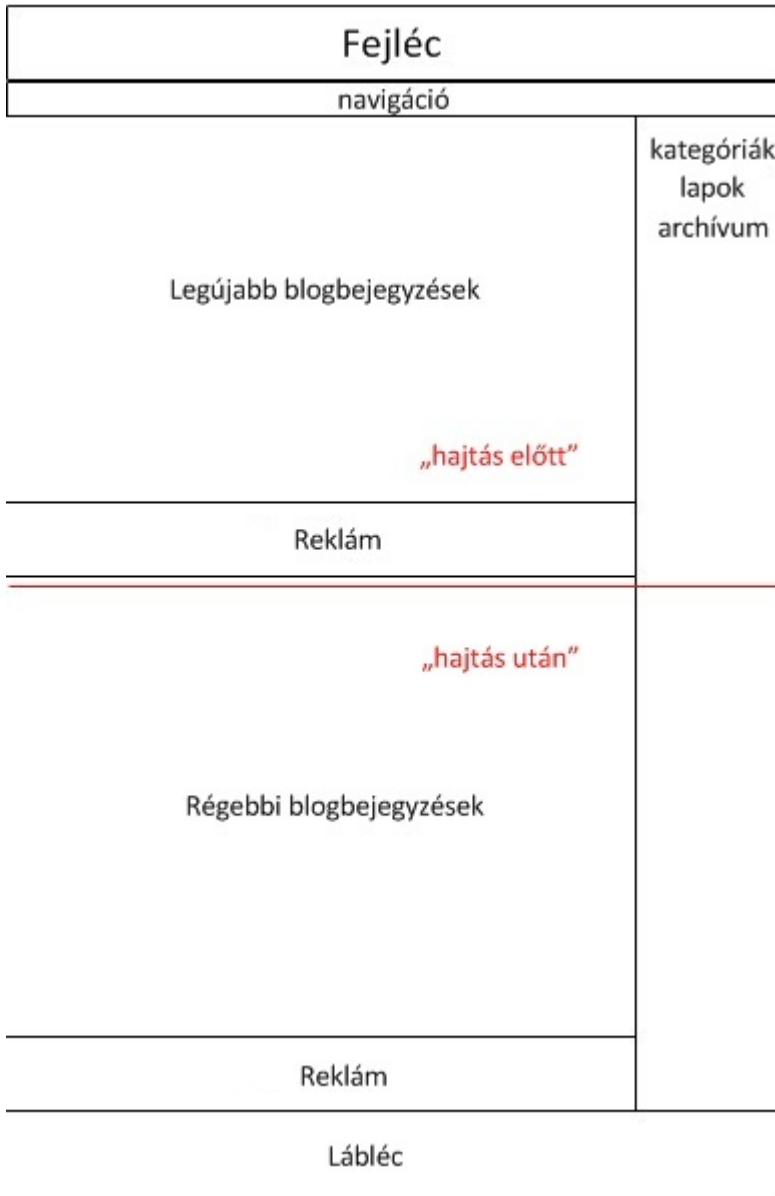 Fejléc
navigáció
kategóriák
lapok
archívum
Legújabb blogbejegyzések
„hajtás előtt”
Reklám
„hajtás után”
Régebbi blogbejegyzések
Reklám
Lábléc